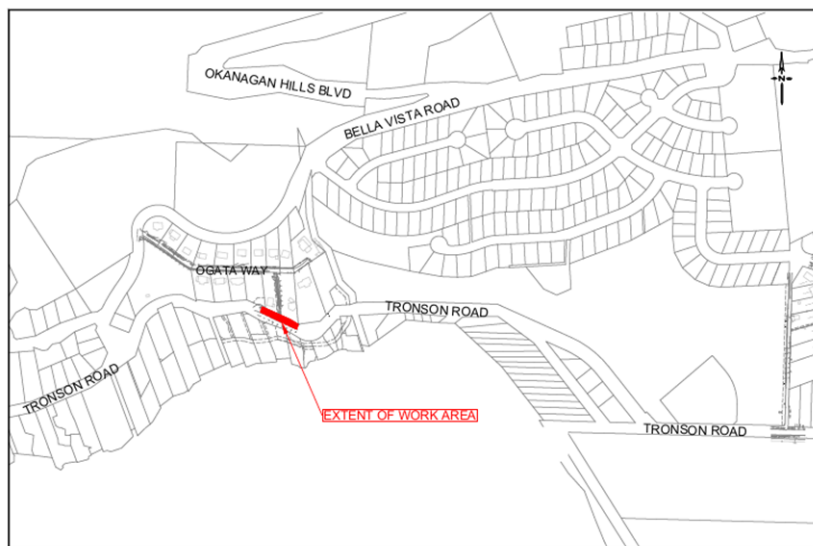 OKANAGAN HILLS BLVD
N
BELLA VISTA ROAD
OGATA WAY
TRONSON ROAD
TRONSON ROAD
EXTENT OF WORK AREA
TRONSON ROAD